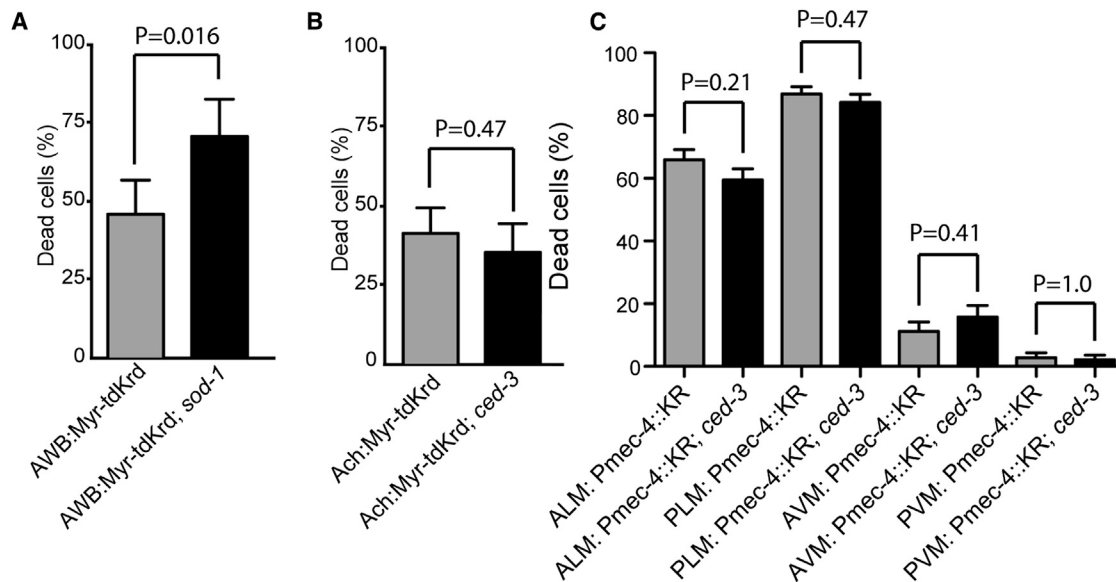 A
P=0.016
Dead cells (%)
100
75
50
25
0
AWB:Myr-tdKrd
AWB:Myr-tdKrd; sod-1
B
P=0.47
Dead cells (%)
100
75
50
25
0
Ach:Myr-tdKrd
Ach:Myr-tdKrd; ced-3
C
P=0.47
P=0.21
P=0.41
P=1.0
Dead cells (%)
100
80
60
40
20
0
ALM: Pmec-4::KR
ALM: Pmec-4::KR; ced-3
PLM: Pmec-4::KR
PLM: Pmec-4::KR; ced-3
AVM: Pmec-4::KR
AVM: Pmec-4::KR; ced-3
PVM: Pmec-4::KR
PVM: Pmec-4::KR; ced-3